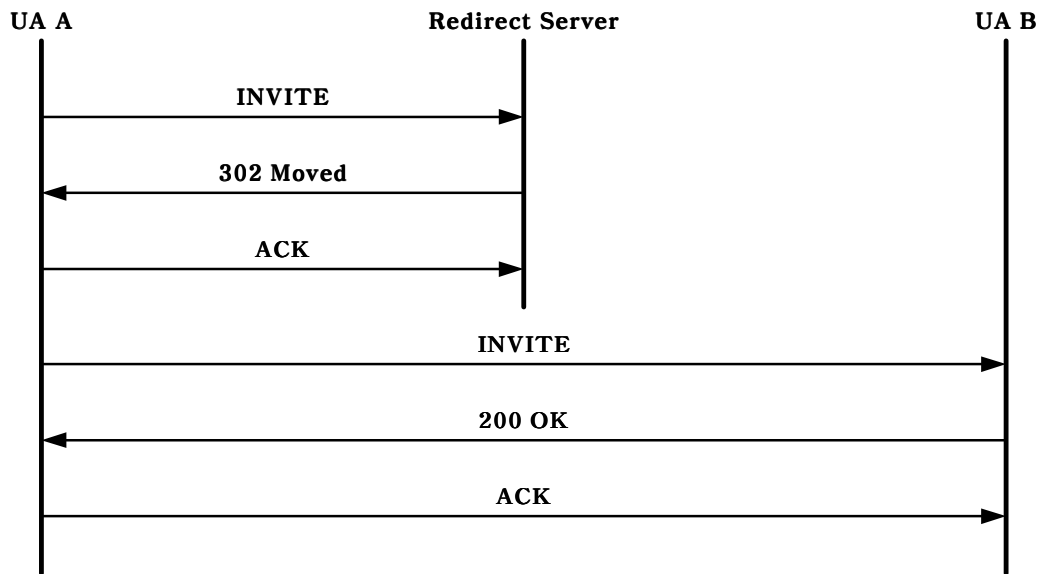 UA A
Redirect Server
UA B
INVITE
302 Moved
ACK
INVITE
200 OK
ACK